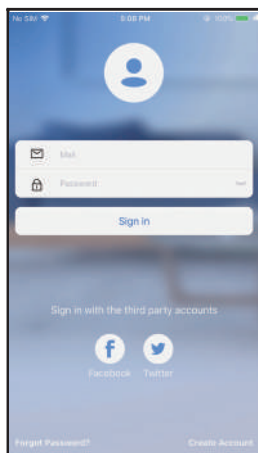 No SIM 5:06 PM 100%
Mail
Password
Sign in
Sign in with the third party accounts
Facebook Twitter
Forgot Password? Create Account